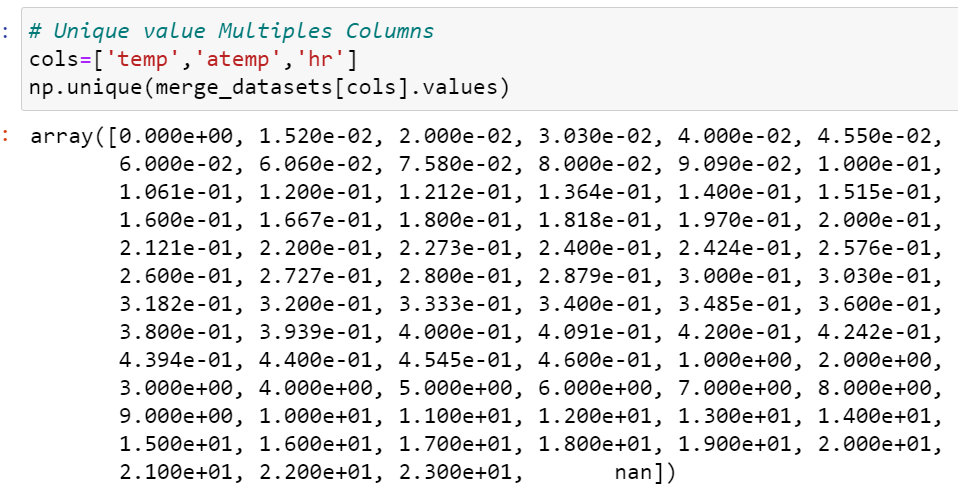 : # Unique value Multiples Columns
cols=['temp','atemp','hr']
np.unique(merge_datasets[cols].values)
: array([0.000e+00, 1.520e-02, 2.000e-02, 3.030e-02, 4.000e-02, 4.550e-02,
6.000e-02, 6.060e-02, 7.580e-02, 8.000e-02, 9.090e-02, 1.000e-01,
1.061e-01, 1.200e-01, 1.212e-01, 1.364e-01, 1.400e-01, 1.515e-01,
1.600e-01, 1.667e-01, 1.800e-01, 1.818e-01, 1.970e-01, 2.000e-01,
2.121e-01, 2.200e-01, 2.273e-01, 2.400e-01, 2.424e-01, 2.576e-01,
2.600e-01, 2.727e-01, 2.800e-01, 2.879e-01, 3.000e-01, 3.030e-01,
3.182e-01, 3.200e-01, 3.333e-01, 3.400e-01, 3.485e-01, 3.600e-01,
3.800e-01, 3.939e-01, 4.000e-01, 4.091e-01, 4.200e-01, 4.242e-01,
4.394e-01, 4.400e-01, 4.545e-01, 4.600e-01, 1.000e+00, 2.000e+00,
3.000e+00, 4.000e+00, 5.000e+00, 6.000e+00, 7.000e+00, 8.000e+00,
9.000e+00, 1.000e+01, 1.100e+01, 1.200e+01, 1.300e+01, 1.400e+01,
1.500e+01, 1.600e+01, 1.700e+01, 1.800e+01, 1.900e+01, 2.000e+01,
2.100e+01, 2.200e+01, 2.300e+01, nan])